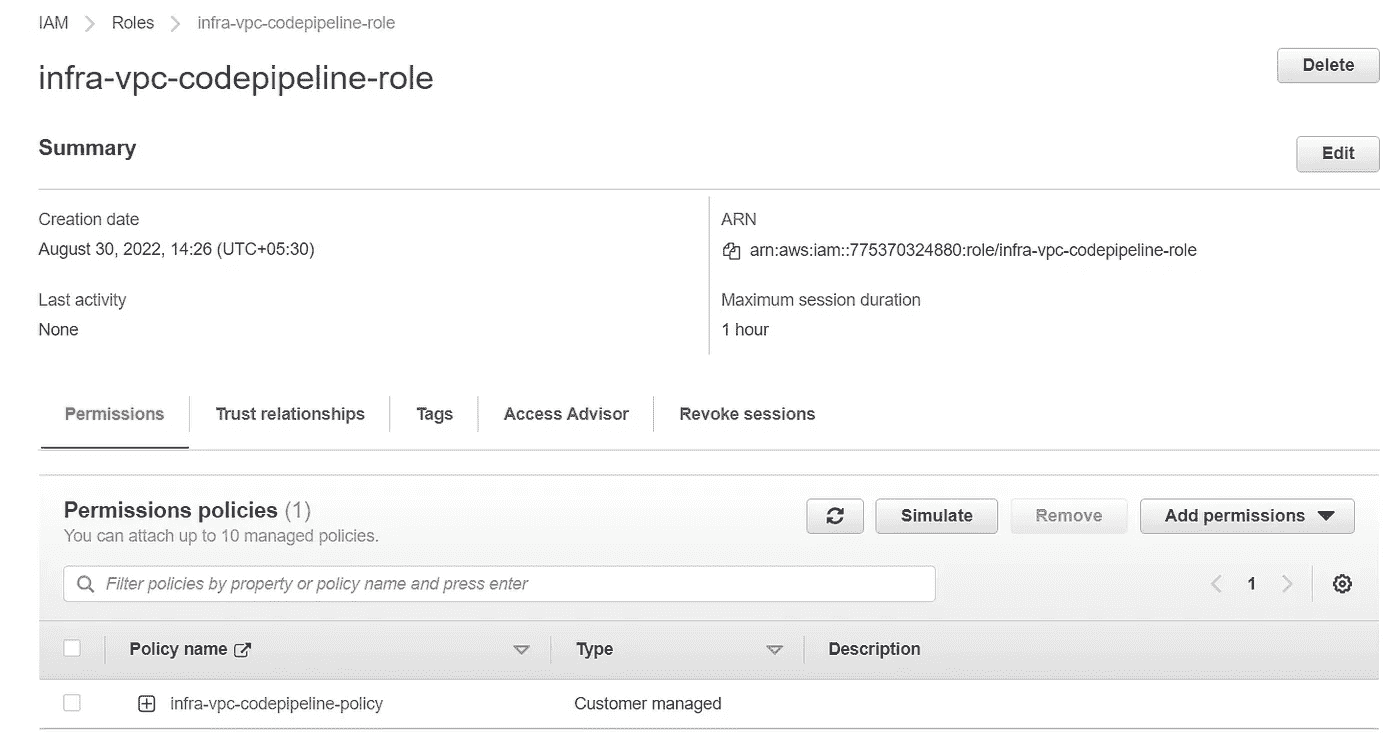 IAM > Roles > infra-vpc-codepipeline-role
infra-vpc-codepipeline-role
Delete
Summary
Edit
Creation date
August 30, 2022, 14:26 (UTC+05:30)
ARN
arn:aws:iam::775370324880:role/infra-vpc-codepipeline-role
Last activity
None
Maximum session duration
1 hour
Permissions
Trust relationships
Tags
Access Advisor
Revoke sessions
Permissions policies (1)
You can attach up to 10 managed policies.
Simulate
Remove
Add permissions
Filter policies by property or policy name and press enter
1
Policy name
Type
Description
infra-vpc-codepipeline-policy
Customer managed